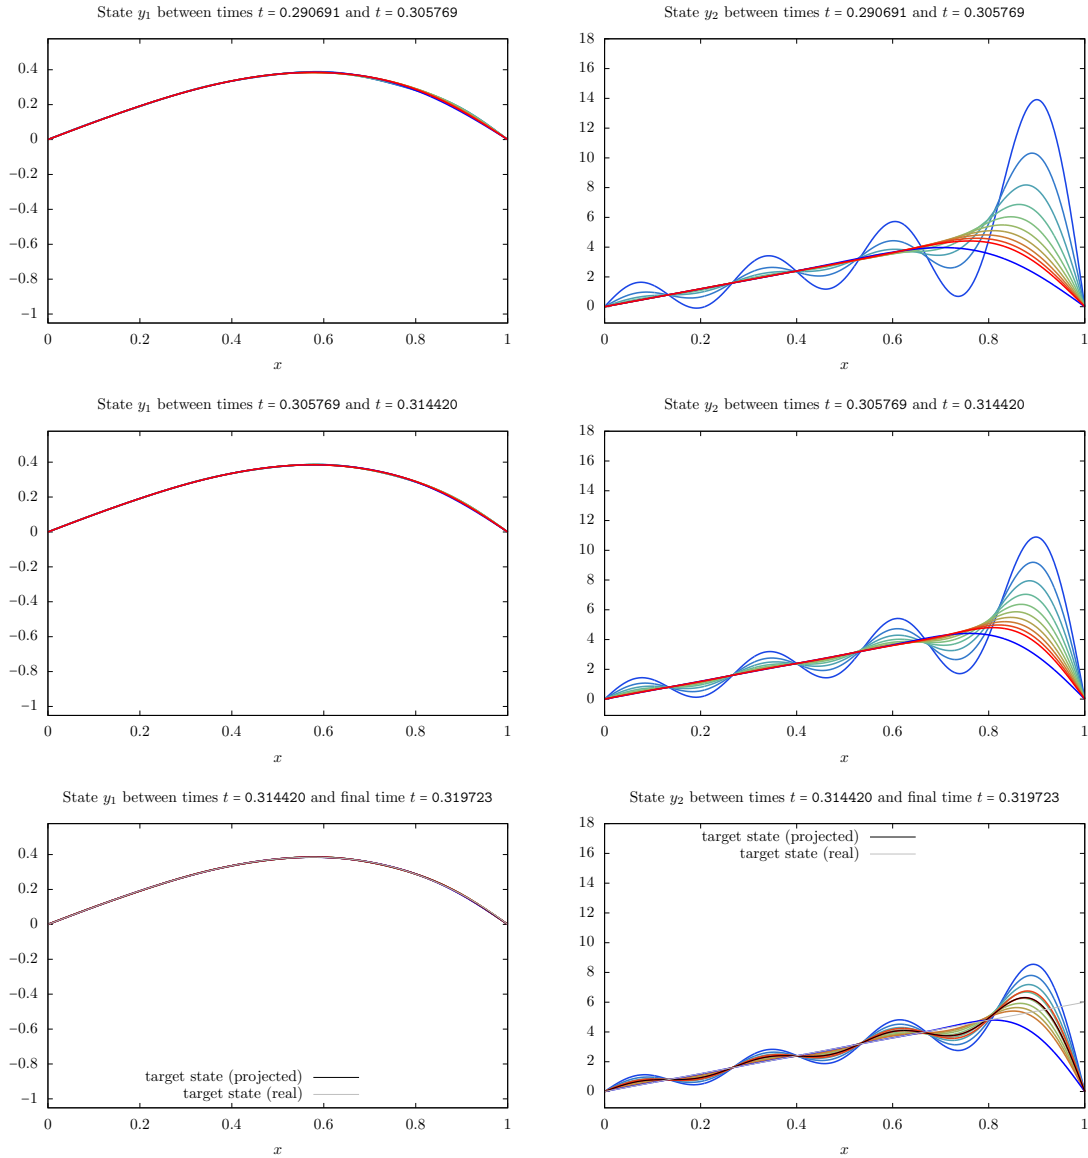 State y₁ between times t = 0.290691 and t = 0.305769
State y₂ between times t = 0.290691 and t = 0.305769
0.4
0.2
0
−0.2
−0.4
−0.6
−0.8
−1
0 0.2 0.4 0.6 0.8 1
x
18
16
14
12
10
8
6
4
2
0
0 0.2 0.4 0.6 0.8 1
x
State y₁ between times t = 0.305769 and t = 0.314420
State y₂ between times t = 0.305769 and t = 0.314420
0.4
0.2
0
−0.2
−0.4
−0.6
−0.8
−1
0 0.2 0.4 0.6 0.8 1
x
18
16
14
12
10
8
6
4
2
0
0 0.2 0.4 0.6 0.8 1
x
State y₁ between times t = 0.314420 and final time t = 0.319723
State y₂ between times t = 0.314420 and final time t = 0.319723
0.4
0.2
0
−0.2
−0.4
−0.6
−0.8
−1
target state (projected)
target state (real)
0 0.2 0.4 0.6 0.8 1
x
18
16
14
12
10
8
6
4
2
0
target state (projected)
target state (real)
0 0.2 0.4 0.6 0.8 1
x